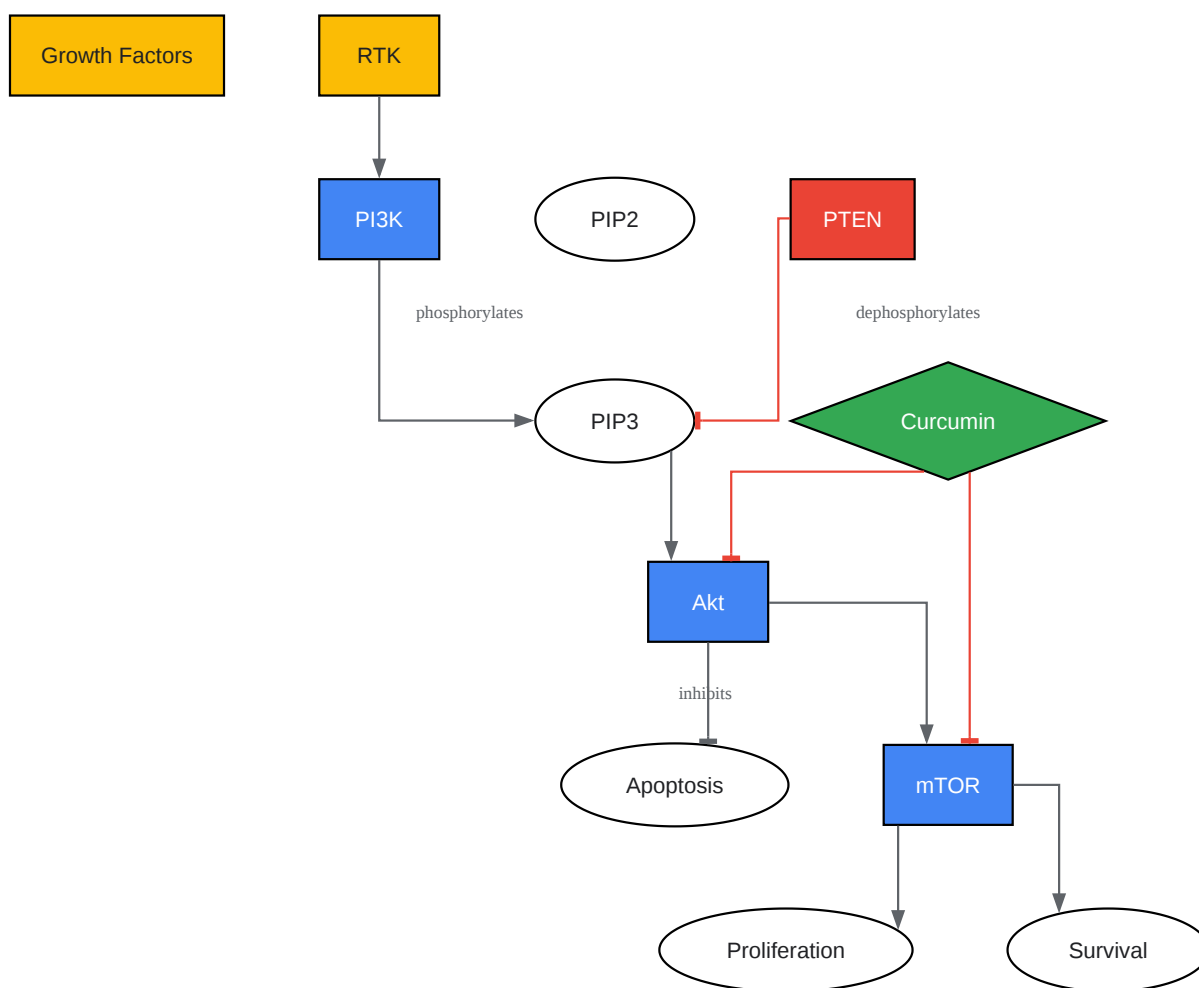 Growth Factors
RTK
PI3K
PIP2
PTEN
phosphorylates
dephosphorylates
PIP3
Curcumin
Akt
inhibits
Apoptosis
mTOR
Proliferation
Survival